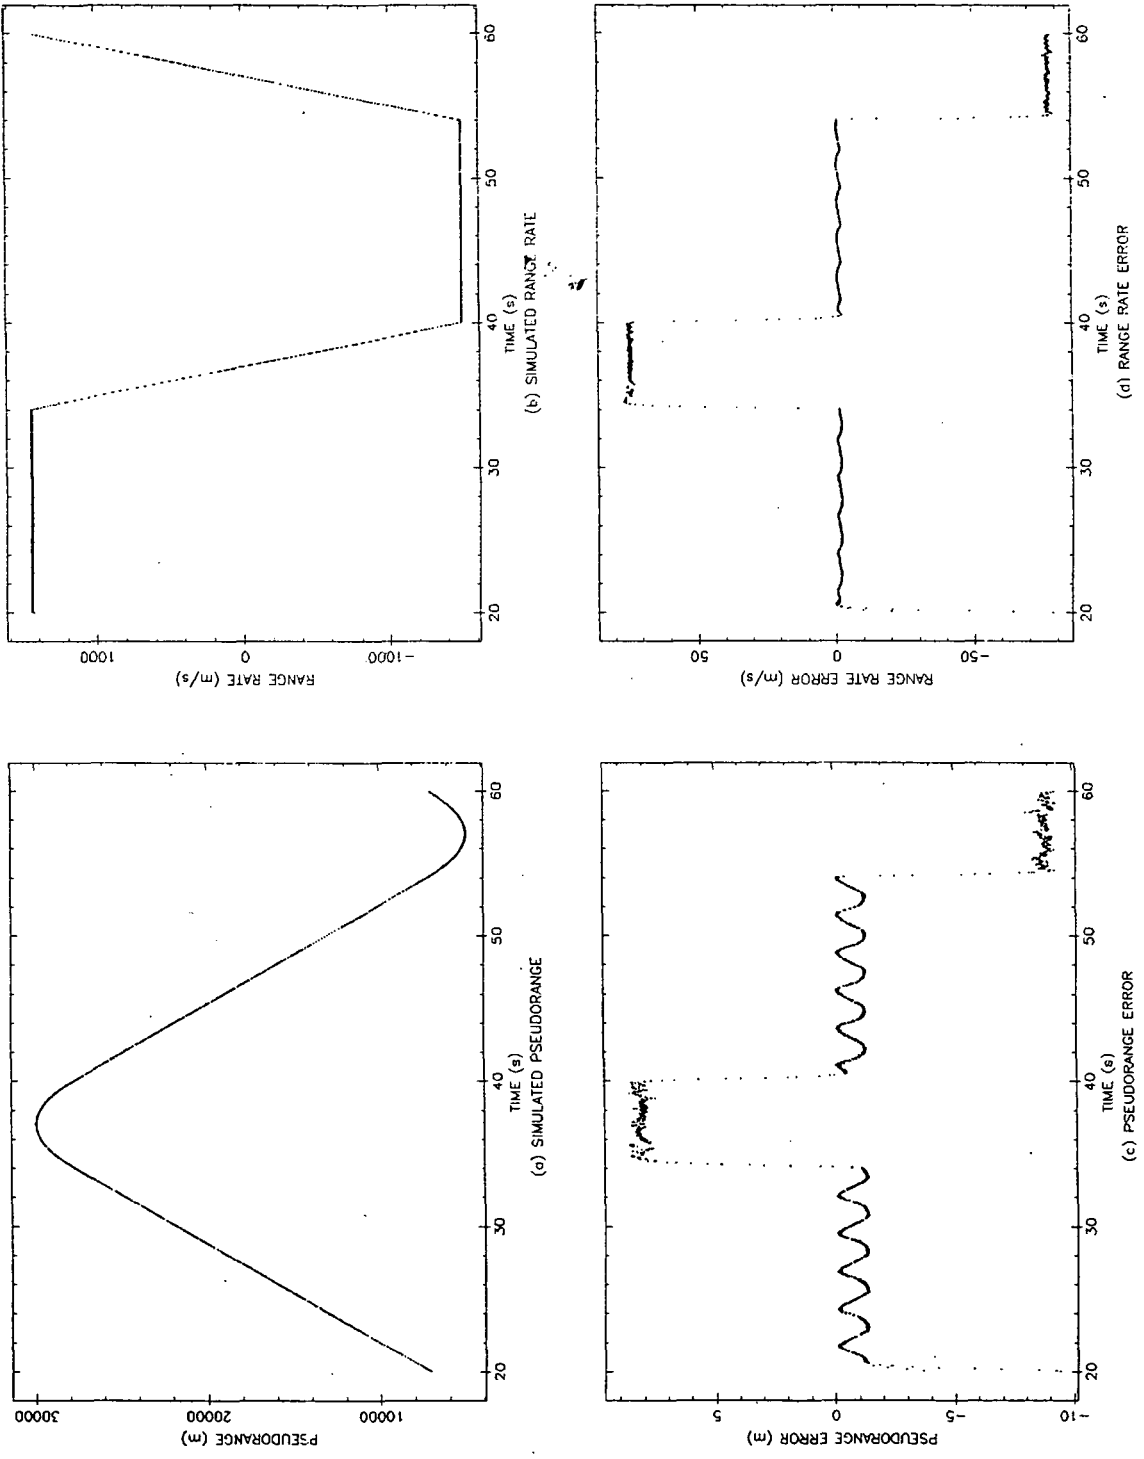 30000
20000
10000
PSEUDORANGE (m)
20
30
40
50
60
TIME (s)
(a) SIMULATED PSEUDORANGE
1000
0
-1000
RANGE RATE (m/s)
20
30
40
50
60
TIME (s)
(b) SIMULATED RANGE RATE
5
0
-5
-10
PSEUDORANGE ERROR (m)
20
30
40
50
60
TIME (s)
(c) PSEUDORANGE ERROR
50
0
-50
RANGE RATE ERROR (m/s)
20
30
40
50
60
TIME (s)
(d) RANGE RATE ERROR